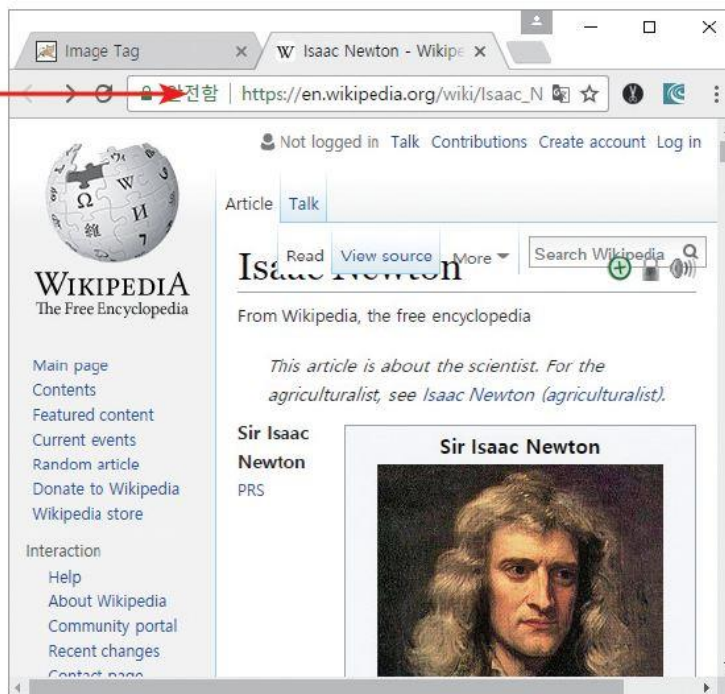 Image Tag
W Isaac Newton - Wikipe
안전함 https://en.wikipedia.org/wiki/Isaac_N
Not logged in Talk Contributions Create account Log in
Article Talk
Read View source More Search Wikipedia
Isaac Newton
WIKIPEDIA
The Free Encyclopedia
From Wikipedia, the free encyclopedia
This article is about the scientist. For the
agriculturalist, see Isaac Newton (agriculturalist).
Main page
Contents
Featured content
Current events
Random article
Donate to Wikipedia
Wikipedia store
Interaction
Help
About Wikipedia
Community portal
Recent changes
Contact page
Sir Isaac
Newton
PRS
Sir Isaac Newton